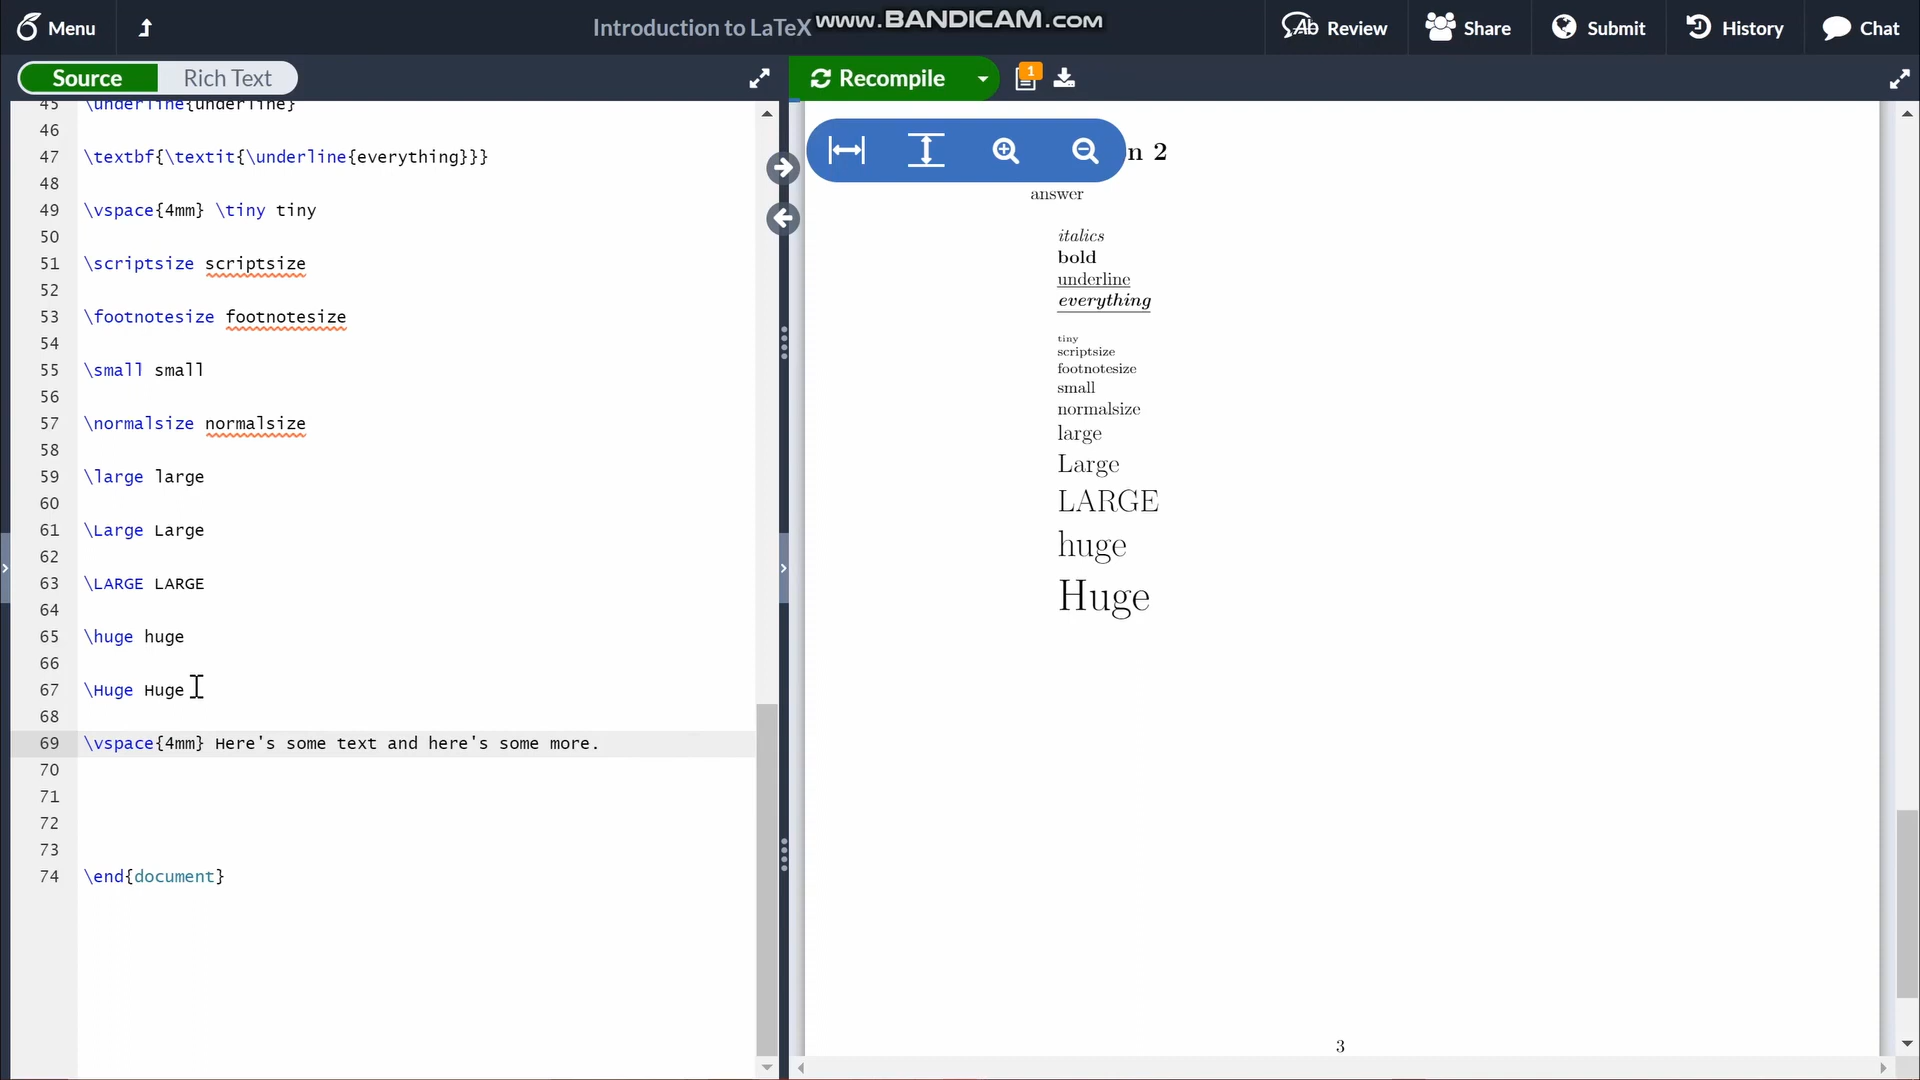 Menu
Introduction to LaTeX
www.BANDICAM.com
Review
Share
Submit
History
Chat
Source
Rich Text
Recompile
1
45 \underline{underline}
46
47 \textbf{\textit{\underline{everything}}}
48
49 \vspace{4mm} \tiny tiny
50
51 \scriptsize scriptsize
52
53 \footnotesize footnotesize
54
55 \small small
56
57 \normalsize normalsize
58
59 \large large
60
61 \Large Large
62
63 \LARGE LARGE
64
65 \huge huge
66
67 \Huge Huge
68
69 \vspace{4mm} Here's some text and here's some more.
70
71
72
73
74 \end{document}
n 2
answer
italics
bold
underline
everything
tiny
scriptsize
footnotesize
small
normalsize
large
Large
LARGE
huge
Huge
3